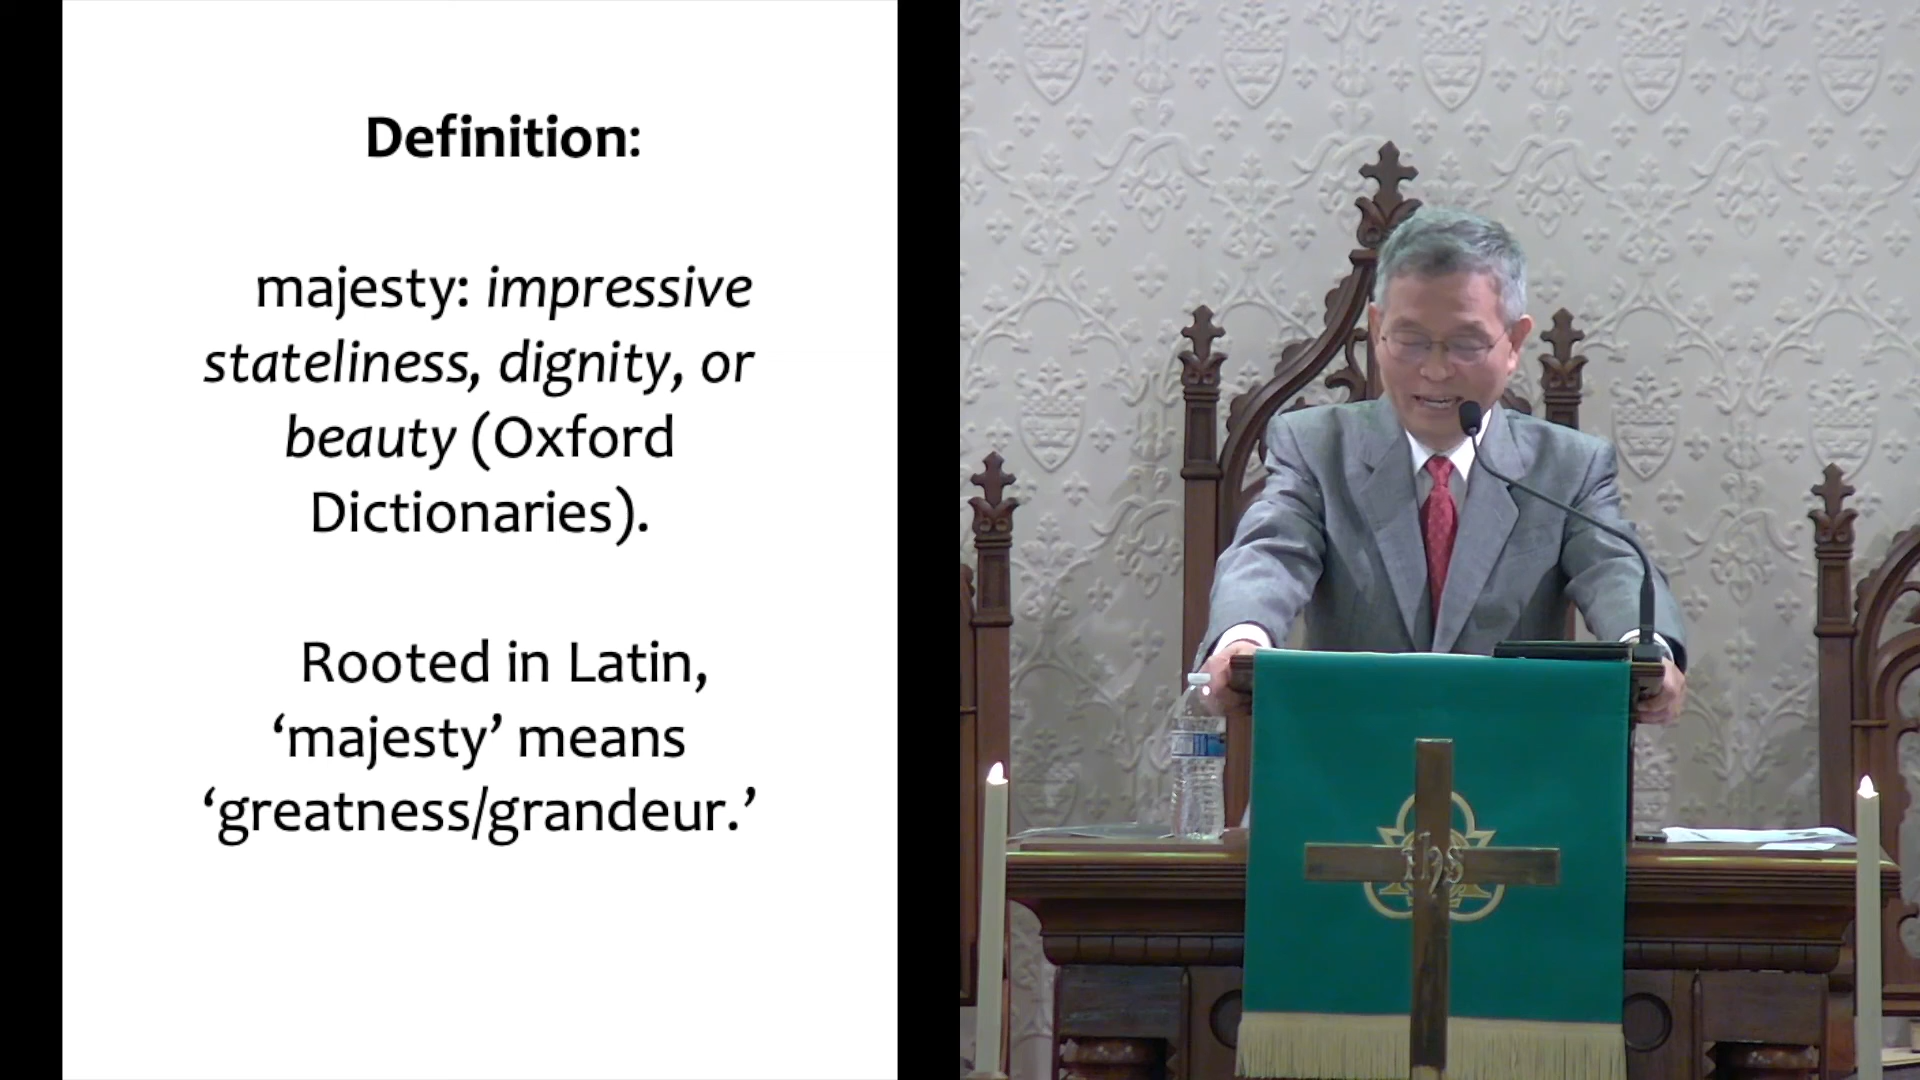 Definition:
majesty: impressive
stateliness, dignity, or
beauty (Oxford
Dictionaries).
Rooted in Latin,
‘majesty’ means
‘greatness/grandeur.’
IHS